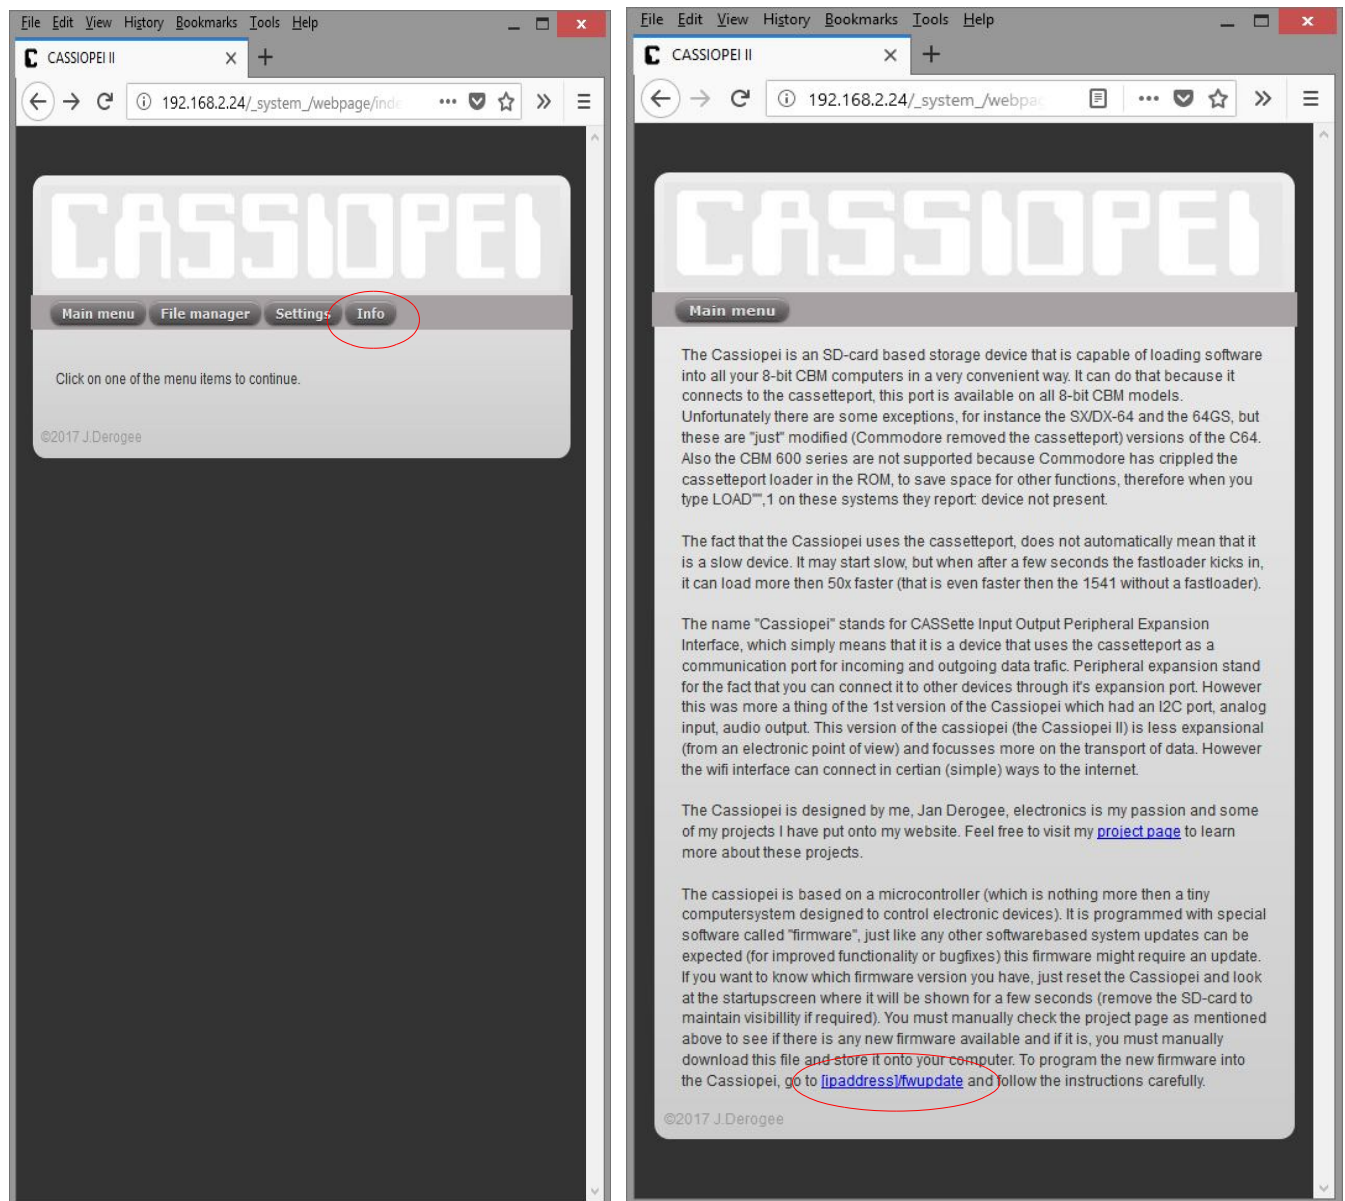 File Edit View History Bookmarks Tools Help
CASSIOPEI II
192.168.2.24/_system_/webpage/inde
CASSIOPEI
Main menu File manager Settings Info
Click on one of the menu items to continue.
©2017 J.Derogee
File Edit View History Bookmarks Tools Help
CASSIOPEI II
192.168.2.24/_system_/webpa
CASSIOPEI
Main menu
The Cassiopei is an SD-card based storage device that is capable of loading software
into all your 8-bit CBM computers in a very convenient way. It can do that because it
connects to the cassetteport, this port is available on all 8-bit CBM models.
Unfortunately there are some exceptions, for instance the SX/DX-64 and the 64GS, but
these are "just" modified (Commodore removed the cassetteport) versions of the C64.
Also the CBM 600 series are not supported because Commodore has crippled the
cassetteport loader in the ROM, to save space for other functions, therefore when you
type LOAD"",1 on these systems they report: device not present.
The fact that the Cassiopei uses the cassetteport, does not automatically mean that it
is a slow device. It may start slow, but when after a few seconds the fastloader kicks in,
it can load more then 50x faster (that is even faster then the 1541 without a fastloader).
The name "Cassiopei" stands for CASSette Input Output Peripheral Expansion
Interface, which simply means that it is a device that uses the cassetteport as a
communication port for incoming and outgoing data trafic. Peripheral expansion stand
for the fact that you can connect it to other devices through it's expansion port. However
this was more a thing of the 1st version of the Cassiopei which had an I2C port, analog
input, audio output. This version of the cassiopei (the Cassiopei II) is less expansional
(from an electronic point of view) and focusses more on the transport of data. However
the wifi interface can connect in certian (simple) ways to the internet.
The Cassiopei is designed by me, Jan Derogee, electronics is my passion and some
of my projects I have put onto my website. Feel free to visit my project page to learn
more about these projects.
The cassiopei is based on a microcontroller (which is nothing more then a tiny
computersystem designed to control electronic devices). It is programmed with special
software called "firmware", just like any other softwarebased system updates can be
expected (for improved functionality or bugfixes) this firmware might require an update.
If you want to know which firmware version you have, just reset the Cassiopei and look
at the startupscreen where it will be shown for a few seconds (remove the SD-card to
maintain visibillity if required). You must manually check the project page as mentioned
above to see if there is any new firmware available and if it is, you must manually
download this file and store it onto your computer. To program the new firmware into
the Cassiopei, go to [ipaddress]/fwupdate and follow the instructions carefully.
©2017 J.Derogee